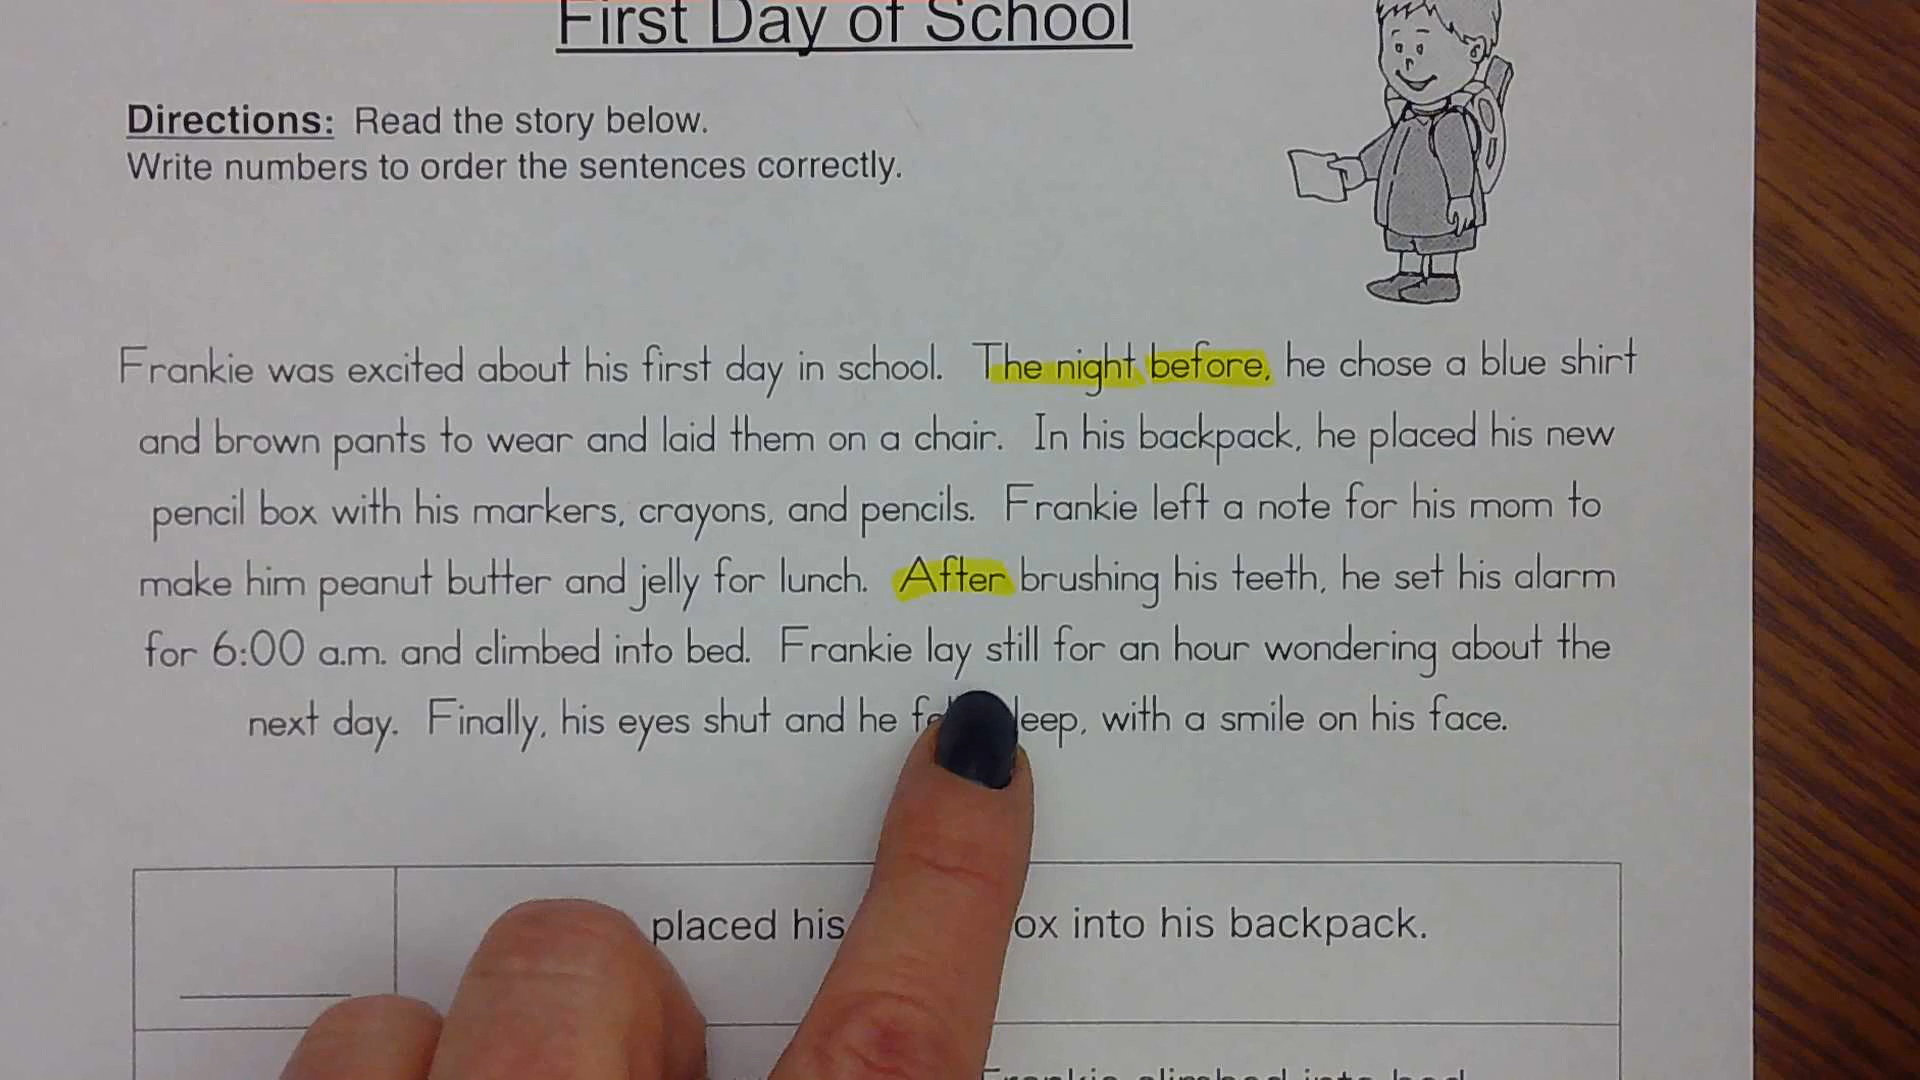 First Day of School
Directions: Read the story below.
Write numbers to order the sentences correctly.
Frankie was excited about his first day in school. The night before, he chose a blue shirt
and brown pants to wear and laid them on a chair. In his backpack, he placed his new
pencil box with his markers, crayons, and pencils. Frankie left a note for his mom to
make him peanut butter and jelly for lunch. After brushing his teeth, he set his alarm
for 6:00 a.m. and climbed into bed. Frankie lay still for an hour wondering about the
next day. Finally, his eyes shut and he with a smile on his face.
placed his into his backpack.
Frankie climbed into bed